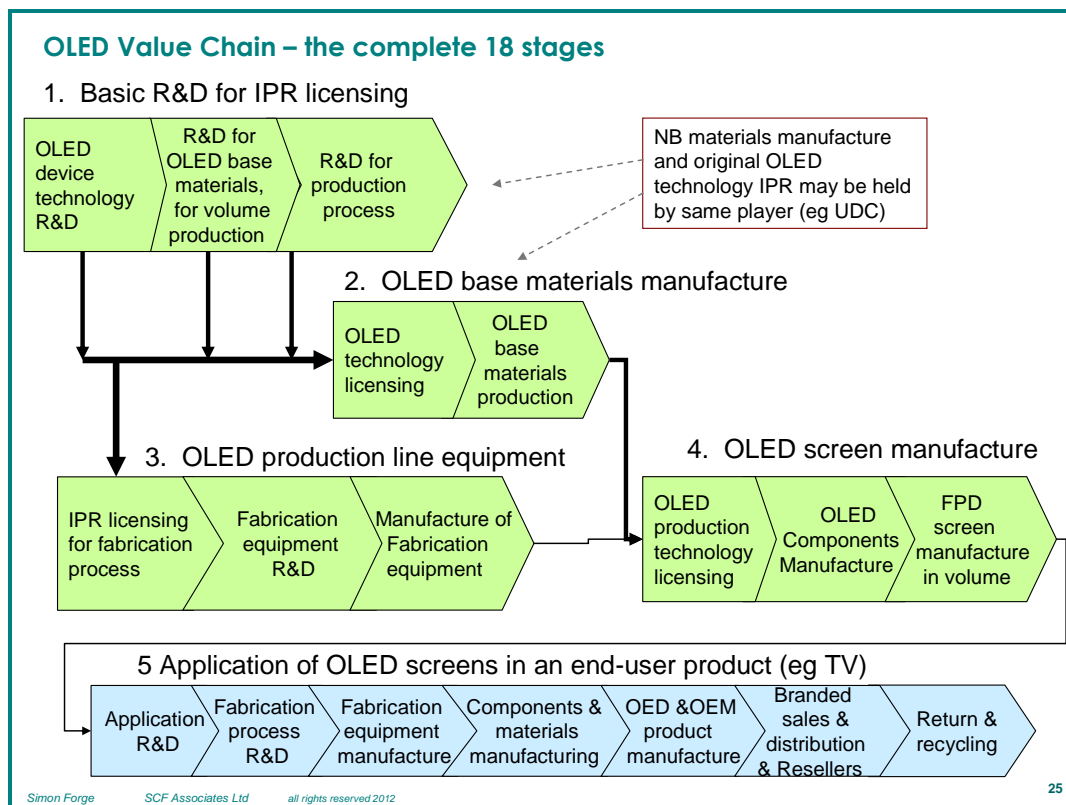 OLED Value Chain – the complete 18 stages
1. Basic R&D for IPR licensing
OLED
device
technology
R&D
R&D for
OLED base
materials,
for volume
production
R&D for
production
process
NB materials manufacture
and original OLED
technology IPR may be held
by same player (eg UDC)
2. OLED base materials manufacture
OLED
technology
licensing
OLED
base
materials
production
3. OLED production line equipment
IPR licensing
for fabrication
process
Fabrication
equipment
R&D
Manufacture of
Fabrication
equipment
4. OLED screen manufacture
OLED
production
technology
licensing
OLED
Components
Manufacture
FPD
screen
manufacture
in volume
5 Application of OLED screens in an end-user product (eg TV)
Application
R&D
Fabrication
process
R&D
Fabrication
equipment
manufacture
Components &
materials
manufacturing
OED &OEM
product
manufacture
Branded
sales &
distribution
& Resellers
Return &
recycling
Simon Forge SCF Associates Ltd all rights reserved 2012
25